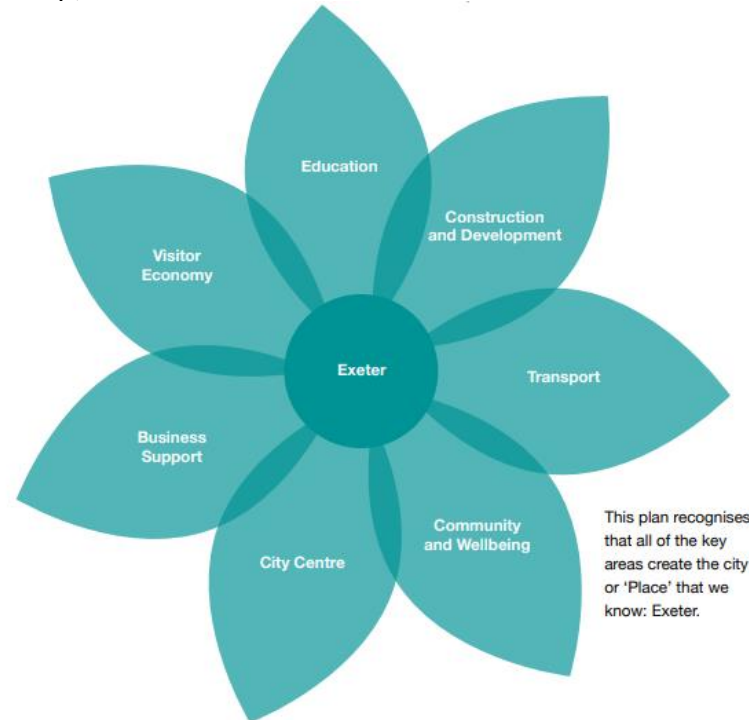 Education
Construction
and Development
Visitor
Economy
Exeter
Transport
Business
Support
Community
and Wellbeing
City Centre
This plan recognises
that all of the key
areas create the city
or ‘Place’ that we
know: Exeter.